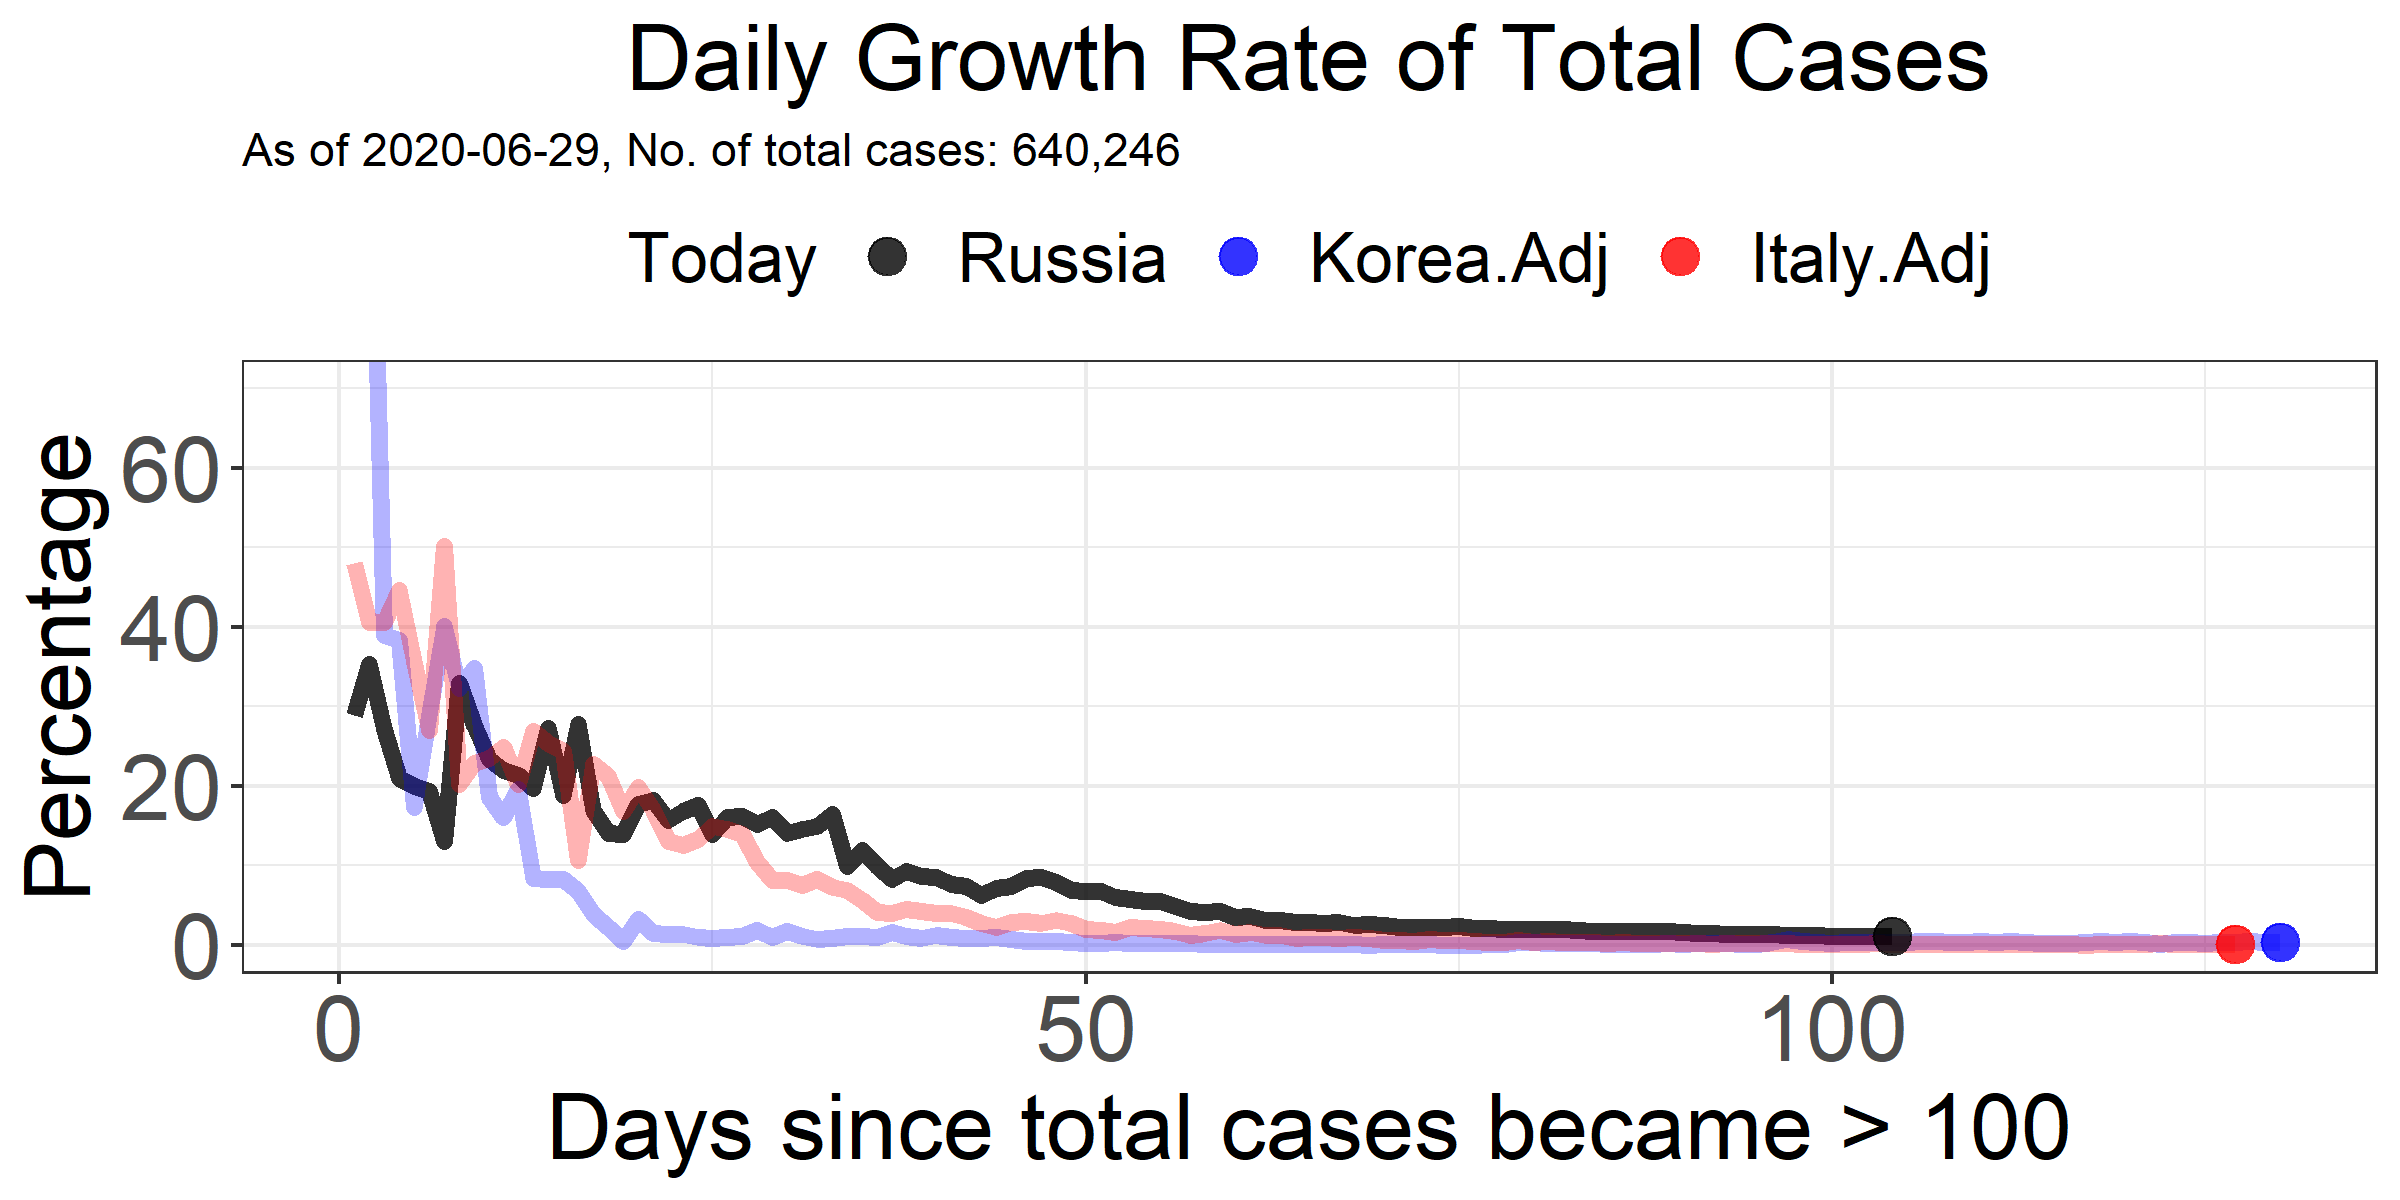 Daily Growth Rate of Total Cases
As of 2020-06-29, No. of total cases: 640,246
Today Russia Korea.Adj Italy.Adj
Percentage
60
40
20
0
0 50 100
Days since total cases became > 100